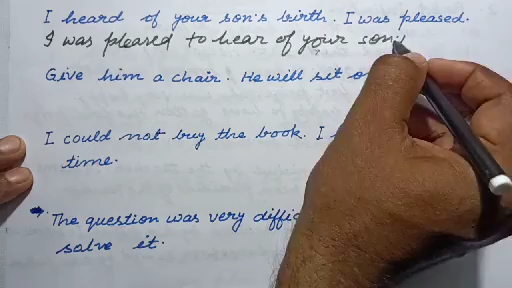 I heard of your son's birth. I was pleased.
I was pleased to hear of your son's
Give him a chair. He will sit
I could not buy the book. I
time.
The question was very
solve it.